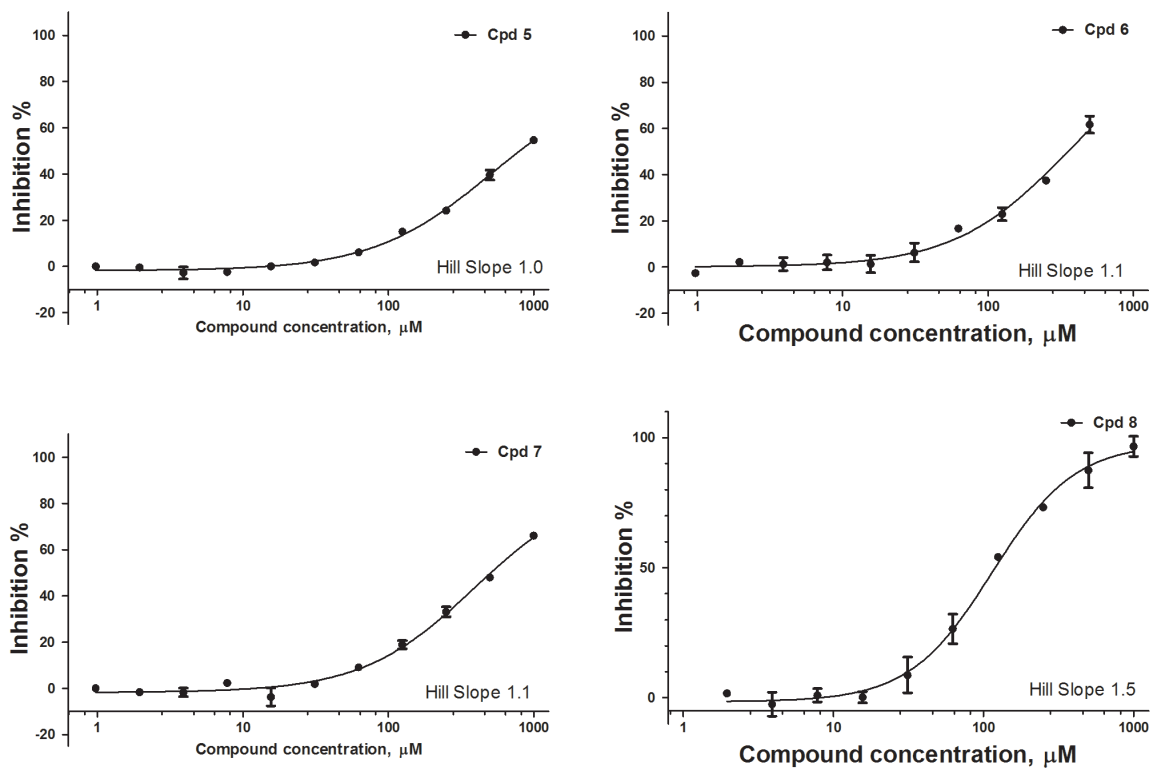 Cpd 5
100
80
60
40
20
0
-20
Inhibition %
Hill Slope 1.0
1 10 100 1000
Compound concentration, μM
Cpd 6
100
80
60
40
20
0
-20
Inhibition %
Hill Slope 1.1
1 10 100 1000
Compound concentration, μM
Cpd 7
100
80
60
40
20
0
-20
Inhibition %
Hill Slope 1.1
1 10 100 1000
Compound concentration, μM
Cpd 8
100
50
0
Inhibition %
Hill Slope 1.5
1 10 100 1000
Compound concentration, μM